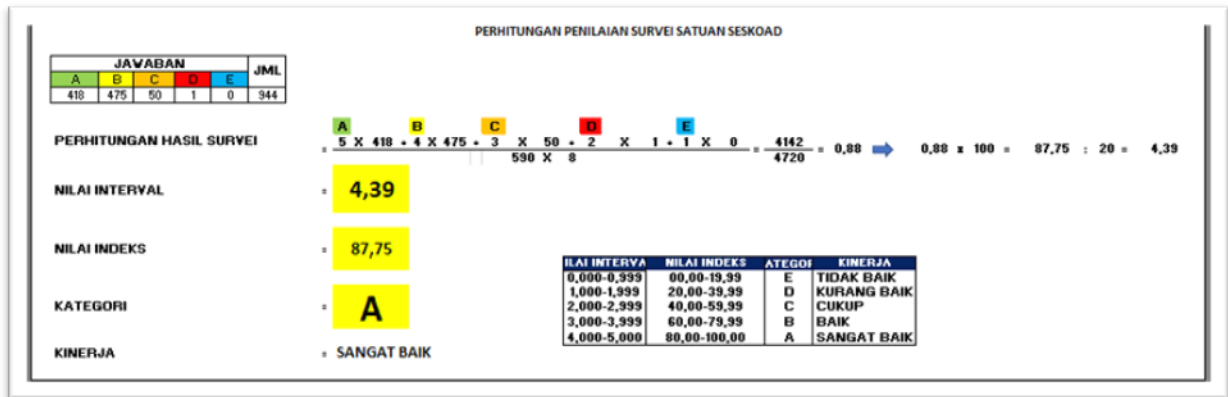 PERHITUNGAN PENILAIAN SURVEI SATUAN SESKOAD
JAWABAN JML
A B C D E
418 475 50 1 0 944
A B C D E
PERHITUNGAN HASIL SURVEI = 5 X 418 + 4 X 475 + 3 X 50 + 2 X 1 + 1 X 0 = 4142 = 0,88 0,88 x 100 = 87,75 : 20 = 4,39
590 X 8 4720
NILAI INTERVAL = 4,39
NILAI INDEKS = 87,75
ILAI INTERVA NILAI INDEKS ATEGOF KINERJA
0,000-0,999 00,00-19,99 E TIDAK BAIK
1,000-1,999 20,00-39,99 D KURANG BAIK
2,000-2,999 40,00-59,99 C CUKUP
3,000-3,999 60,00-79,99 B BAIK
4,000-5,000 80,00-100,00 A SANGAT BAIK
KATEGORI = A
KINERJA = SANGAT BAIK